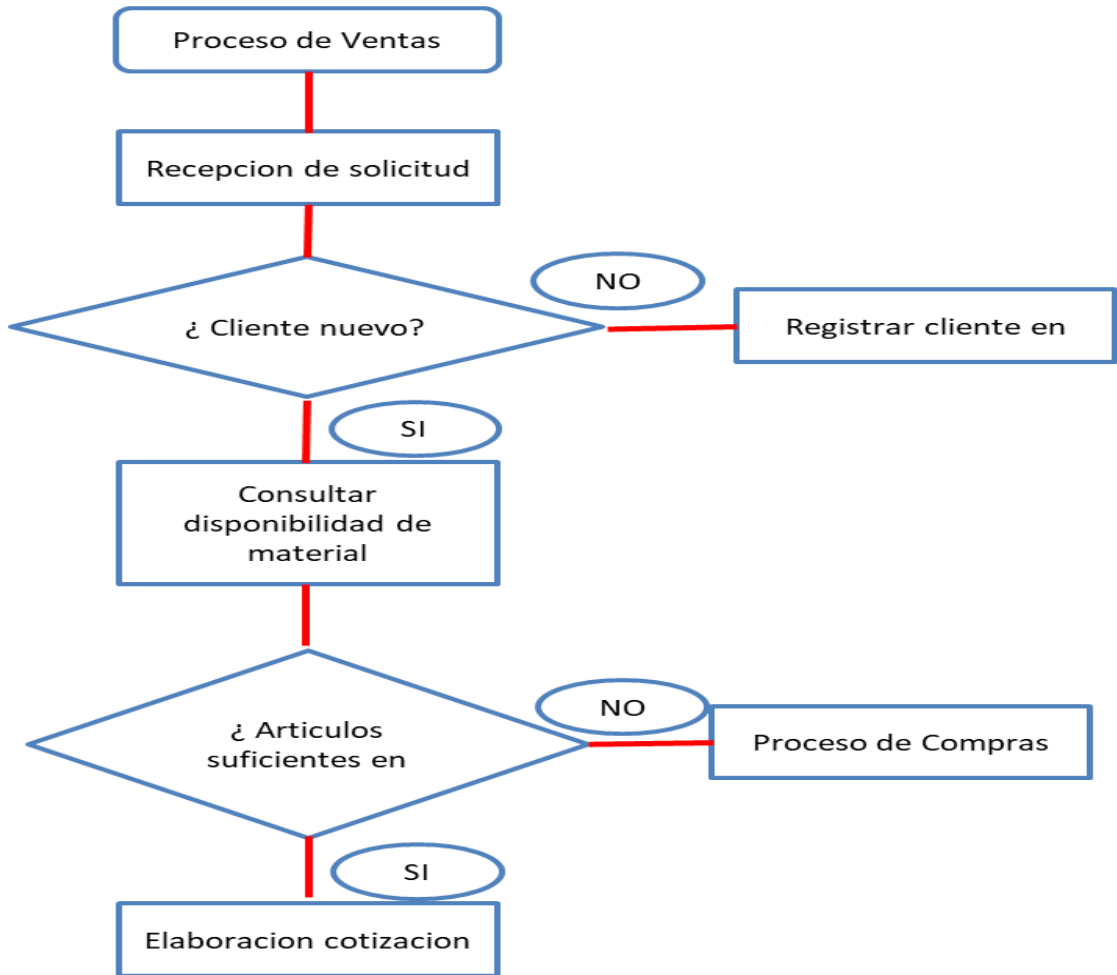 Proceso de Ventas
Recepcion de solicitud
¿ Cliente nuevo?
NO
Registrar cliente en
SI
Consultar
disponibilidad de
material
¿ Articulos
suficientes en
NO
Proceso de Compras
SI
Elaboracion cotizacion